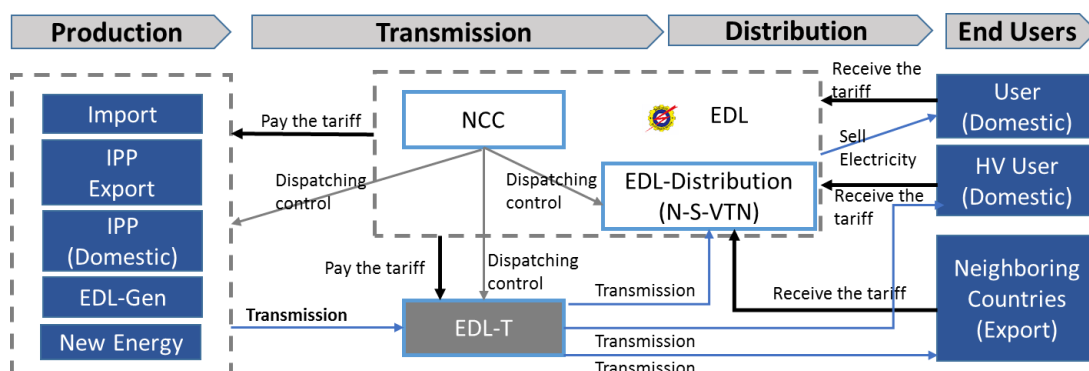 Production
Transmission
Distribution
End Users
Import
IPP
Export
IPP
(Domestic)
EDL-Gen
New Energy
Pay the tariff
NCC
EDL
Dispatching
control
Dispatching
control
EDL-Distribution
(N-S-VTN)
Receive the
tariff
Sell
Electricity
Receive the
tariff
User
(Domestic)
HV User
(Domestic)
Pay the tariff
Dispatching
control
Transmission
EDL-T
Transmission
Receive the tariff
Transmission
Transmission
Neighboring
Countries
(Export)